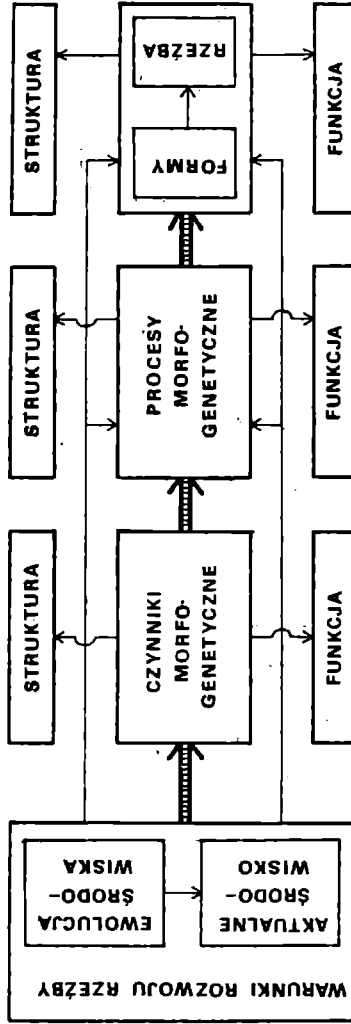 WARUNKI ROZWOJU RZEŹBY
EWOLUCJA
ŚRODO-
WISKA
AKTUALNE
ŚRODO-
WISKO
STRUKTURA
CZYNNIKI
MORFO-
GENETYCZNE
FUNKCJA
STRUKTURA
PROCESY
MORFO-
GENETYCZNE
FUNKCJA
STRUKTURA
FORMY
RZEŹBA
FUNKCJA